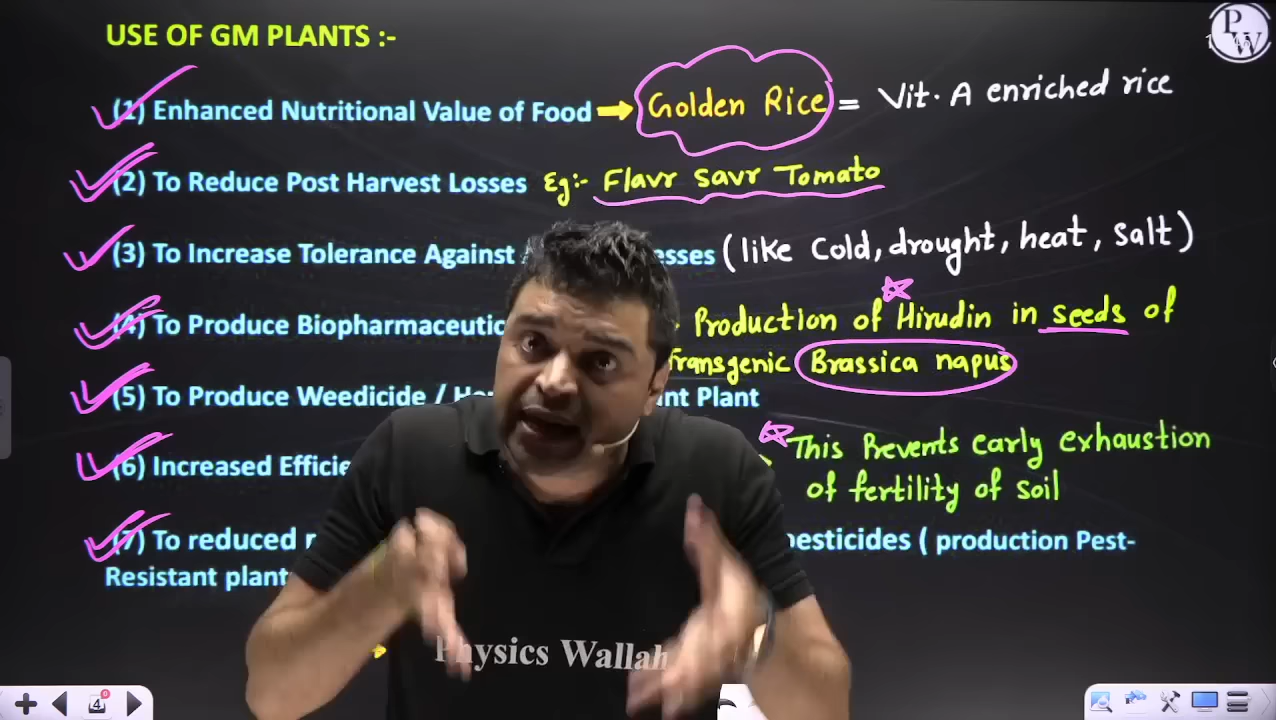 USE OF GM PLANTS :-
(1) Enhanced Nutritional Value of Food → Golden Rice = Vit. A enriched rice
(2) To Reduce Post Harvest Losses Eg:- Flavr savr Tomato
(3) To Increase Tolerance Against esses (like Cold, drought, heat, salt)
(4) To Produce Biopharmaceutic Production of Hirudin in seeds of
Transgenic Brassica napus
(5) To Produce Weedicide / He nt Plant
(6) Increased Efficie This Prevents early exhaustion
of fertility of soil
(7) To reduced r pesticides ( production Pest-
Resistant plant
Physics Wallah
PW
4